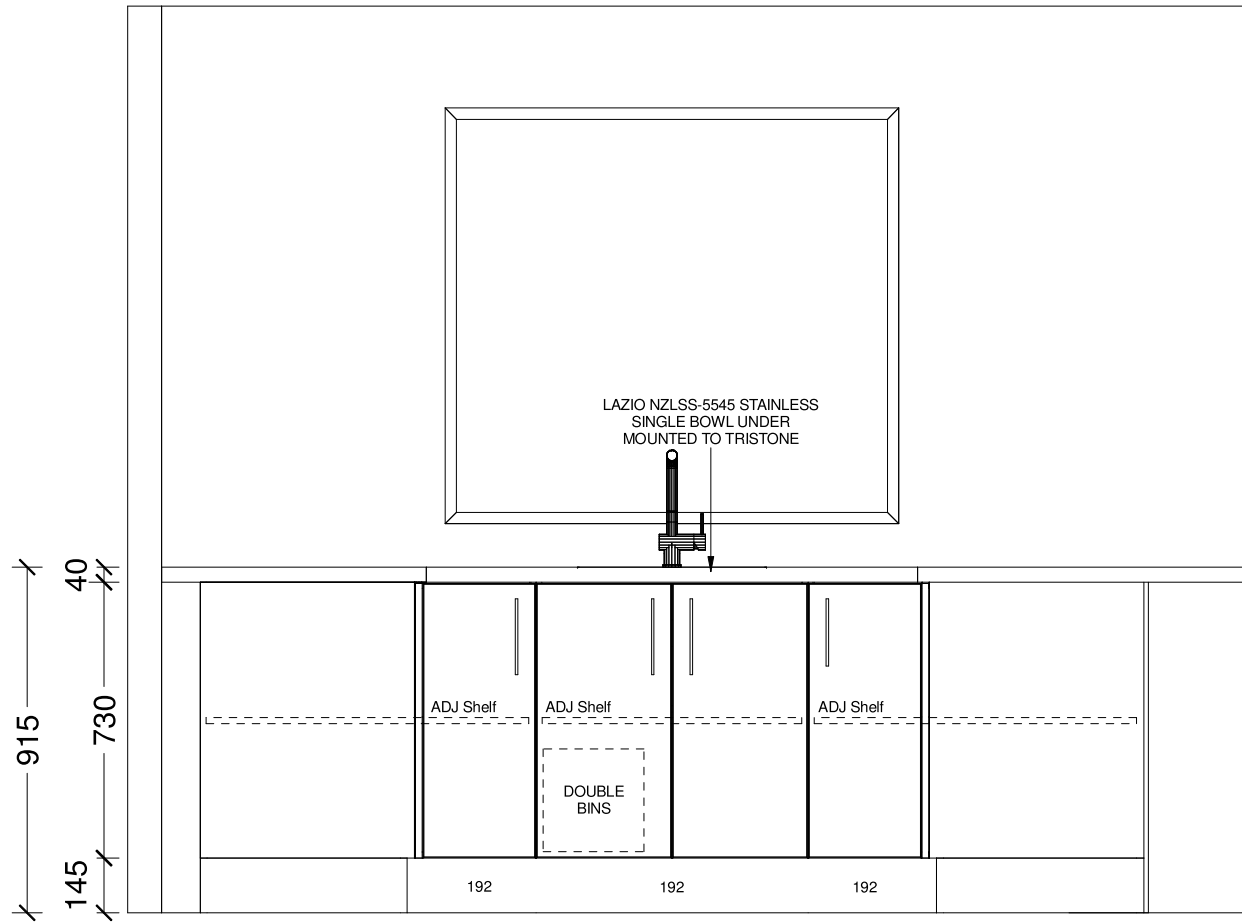 LAZIO NZLSS-5545 STAINLESS
SINGLE BOWL UNDER
MOUNTED TO TRISTONE
40
915
730
ADJ Shelf
ADJ Shelf
ADJ Shelf
DOUBLE
BINS
145
192
192
192